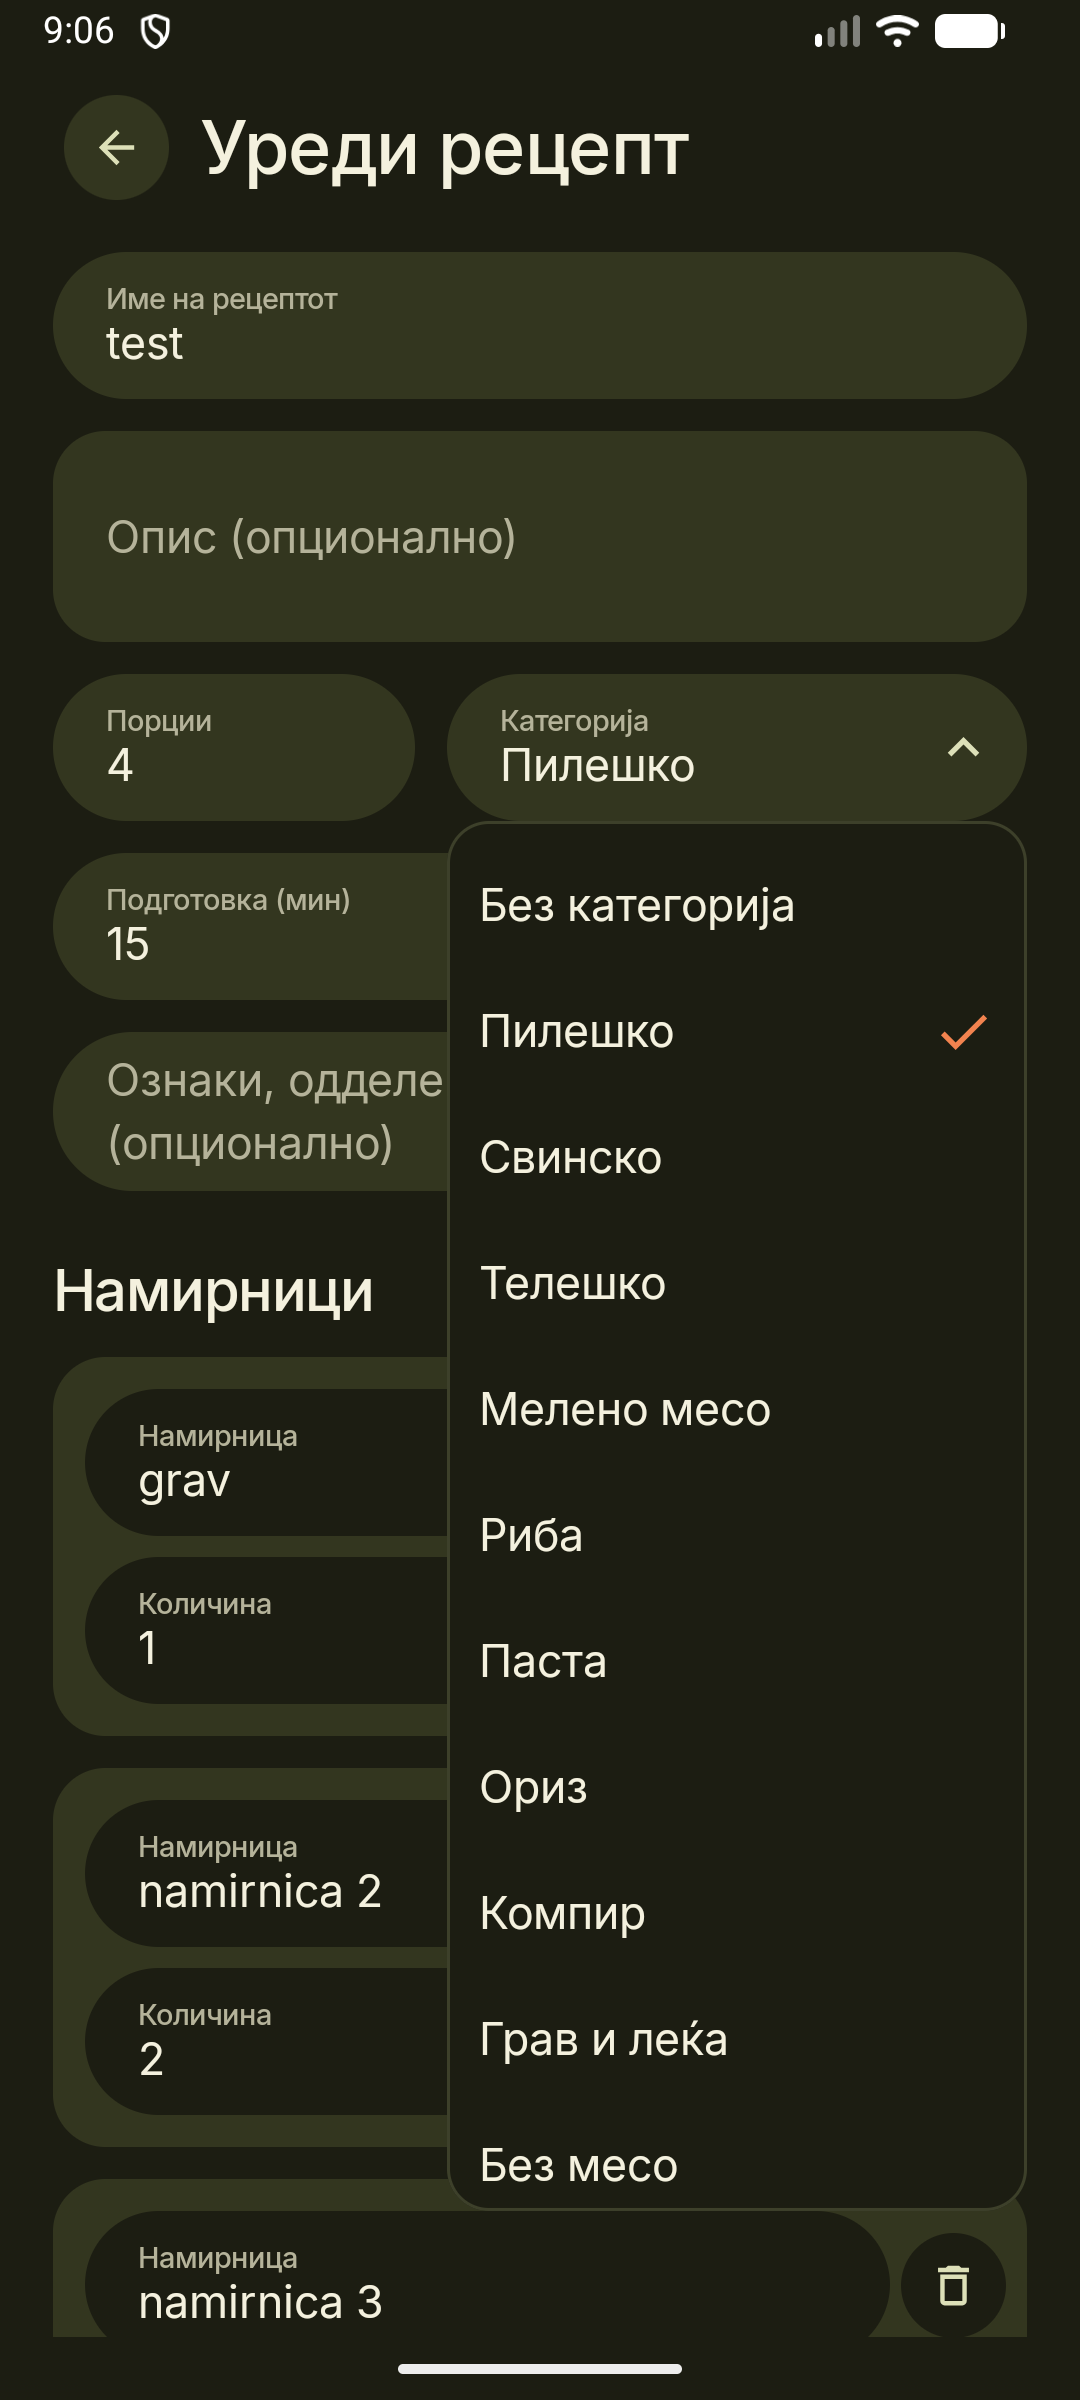 9:06
Уреди рецепт
Име на рецептот
test
Опис (опционално)
Порции
4
Категорија
Пилешко
Подготовка (мин)
15
Ознаки, одделе
(опционално)
Без категорија
Пилешко
Свинско
Телешко
Мелено месо
Риба
Паста
Ориз
Компир
Грав и леќа
Без месо
Намирници
Намирница
grav
Количина
1
Намирница
namirnica 2
Количина
2
Намирница
namirnica 3